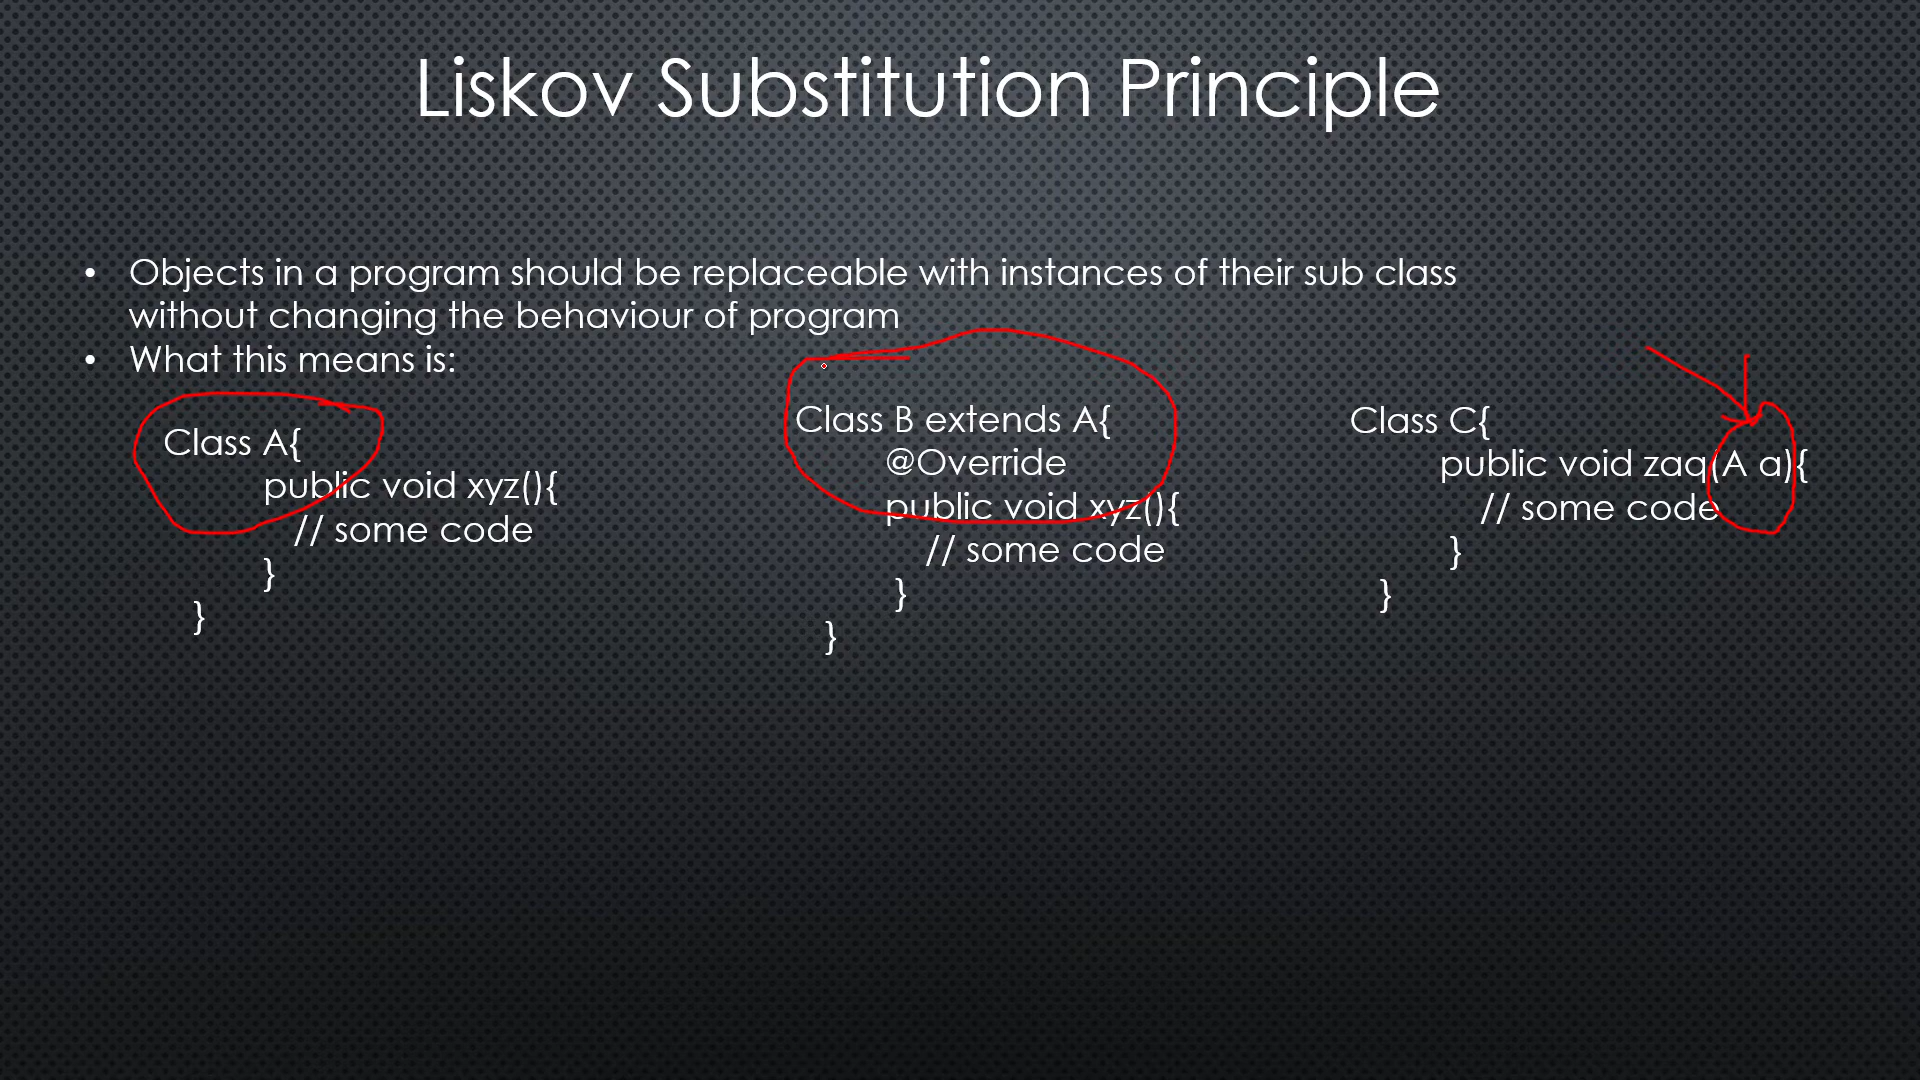 Liskov Substitution Principle
• Objects in a program should be replaceable with instances of their sub class
without changing the behaviour of program
• What this means is:
Class A{
public void xyz(){
// some code
}
}
Class B extends A{
@Override
public void xyz(){
// some code
}
}
Class C{
public void zaq(A a){
// some code
}
}